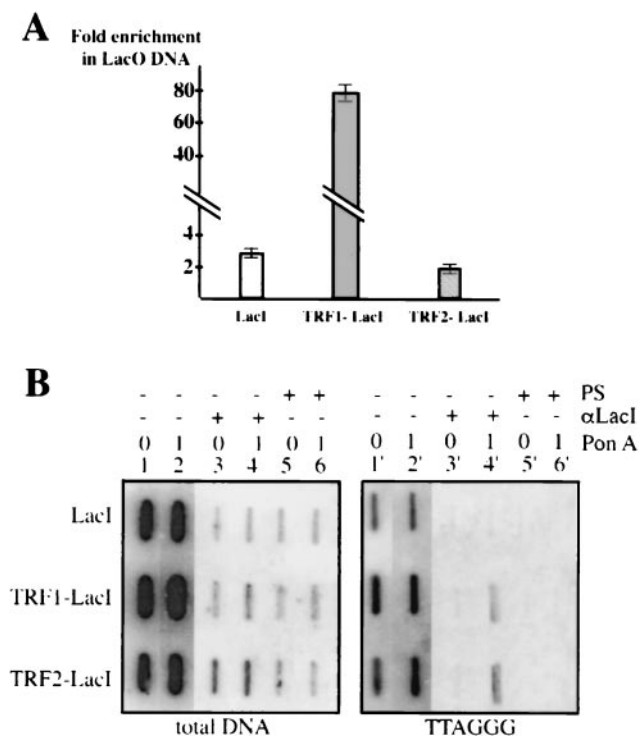 A
Fold enrichment
in LacO DNA
80
60
40
4
2
LacI TRF1- LacI TRF2- LacI
B
- - - - + + - - - - + + PS
- - + + - - - - + + - - αLacI
0 1 0 1 0 1 0 1 0 1 0 1 Pon A
1 2 3 4 5 6 1' 2' 3' 4' 5' 6'
LacI
TRF1-LacI
TRF2-LacI
total DNA TTAGGG